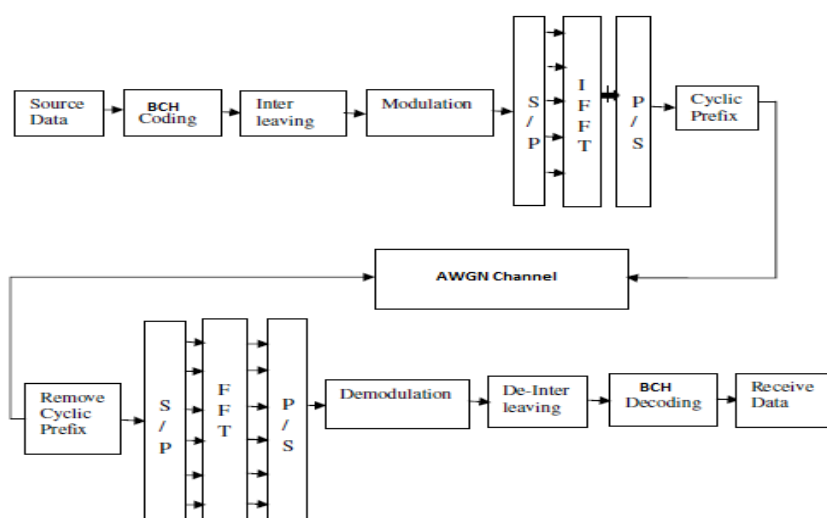 Source
Data
BCH
Coding
Inter
leaving
Modulation
S
/
P
I
F
F
T
P
/
S
Cyclic
Prefix
AWGN Channel
Remove
Cyclic
Prefix
S
/
P
F
F
T
P
/
S
Demodulation
De-Inter
leaving
BCH
Decoding
Receive
Data